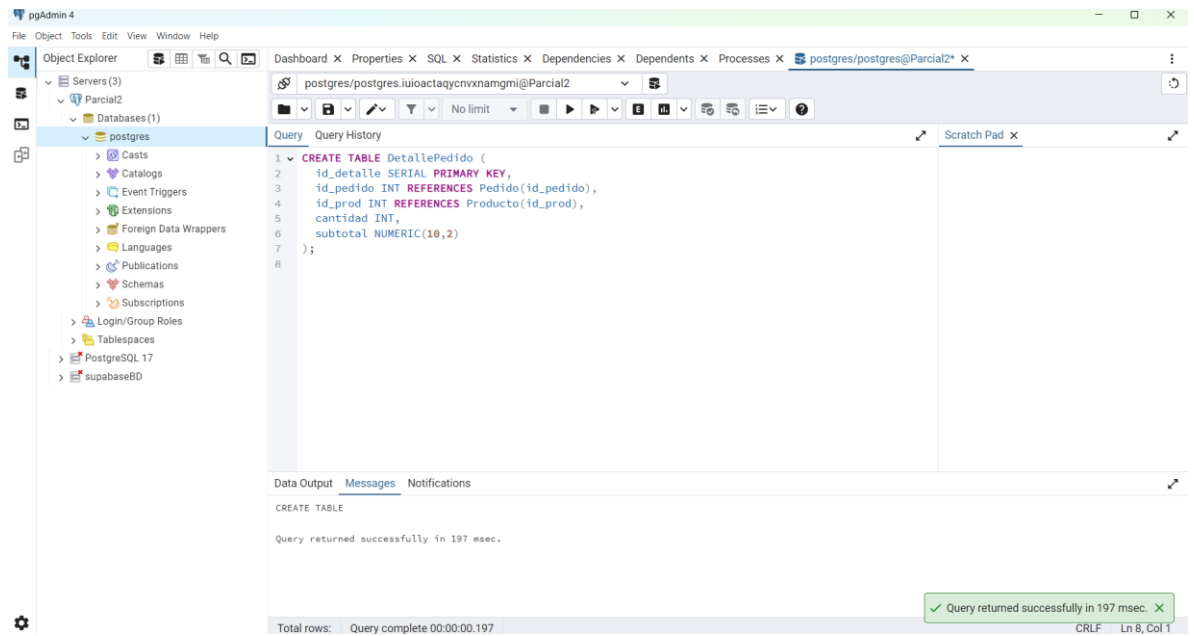 pgAdmin 4
File Object Tools Edit View Window Help
Object Explorer
Servers (3)
Parcial2
Databases (1)
postgres
Casts
Catalogs
Event Triggers
Extensions
Foreign Data Wrappers
Languages
Publications
Schemas
Subscriptions
Login/Group Roles
Tablespaces
PostgreSQL 17
supabaseBD
Dashboard X Properties X SQL X Statistics X Dependencies X Dependents X Processes X postgres/postgres@Parcial2* X
postgres/postgres.iuioactaqycnvxnamgmi@Parcial2
No limit
Query Query History
Scratch Pad X
1 CREATE TABLE DetallePedido (
2 id_detalle SERIAL PRIMARY KEY,
3 id_pedido INT REFERENCES Pedido(id_pedido),
4 id_prod INT REFERENCES Producto(id_prod),
5 cantidad INT,
6 subtotal NUMERIC(10,2)
7 );
8
Data Output Messages Notifications
CREATE TABLE
Query returned successfully in 197 msec.
Query returned successfully in 197 msec.
Total rows: Query complete 00:00:00.197 CRLF Ln 8, Col 1